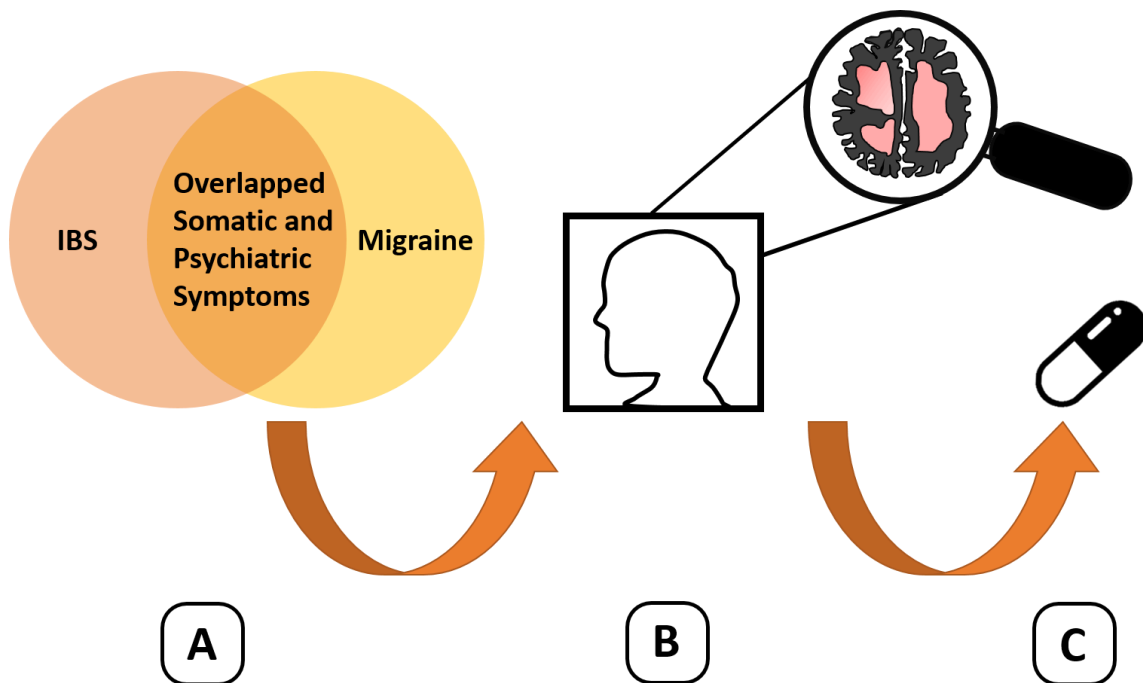 IBS
Overlapped
Somatic and
Psychiatric
Symptoms
Migraine
A
B
C